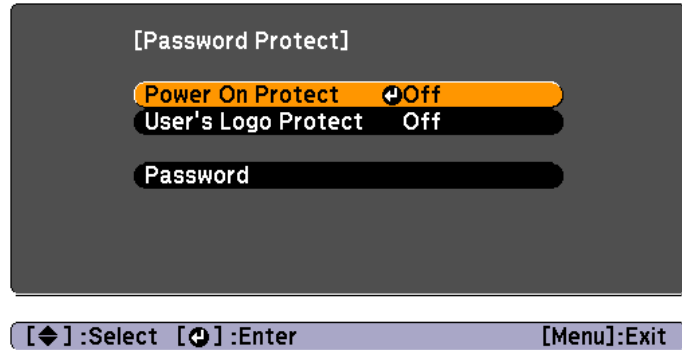 [Password Protect]
Power On Protect Off
User's Logo Protect Off
Password
[ ] :Select [ ] :Enter [Menu]:Exit